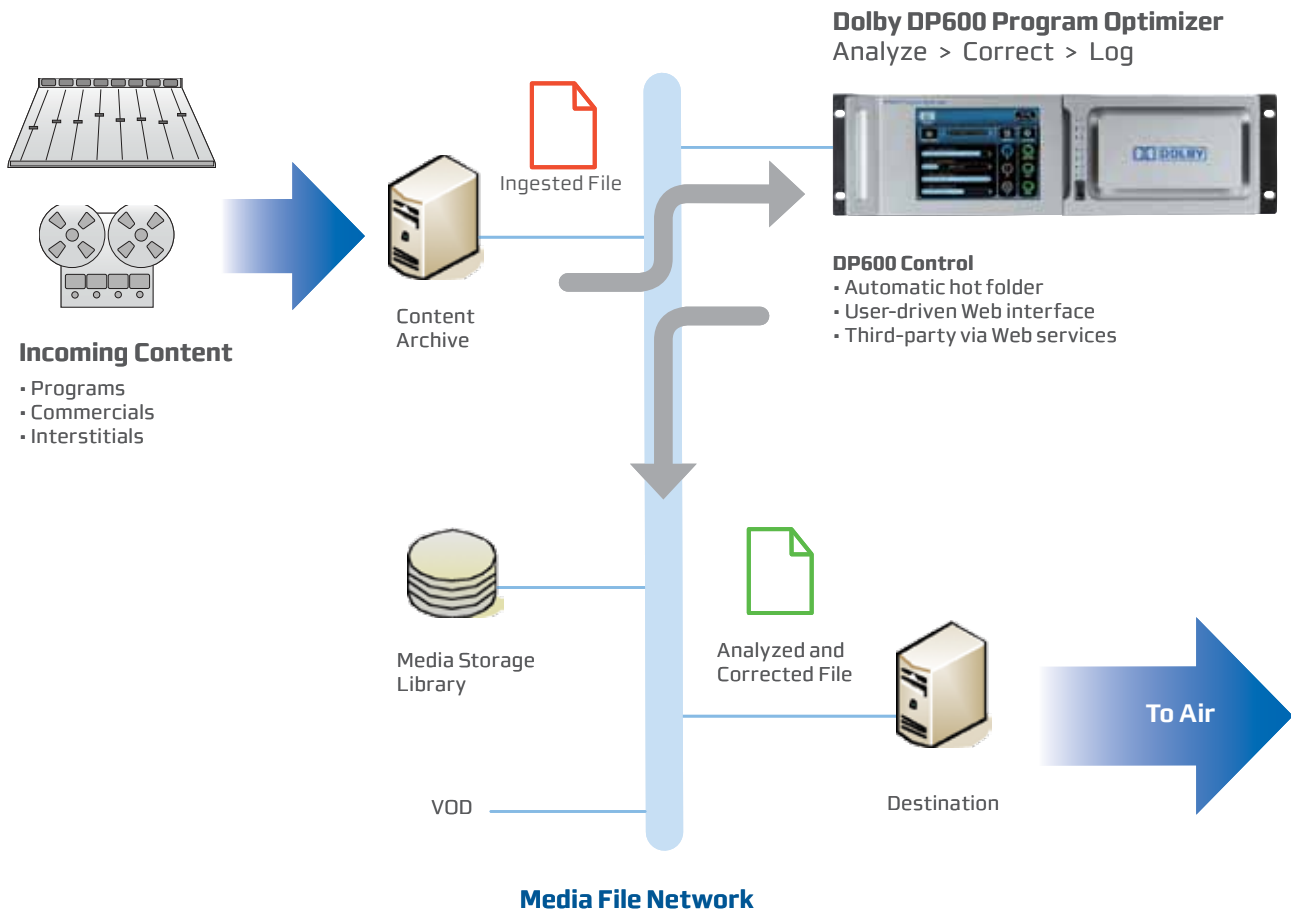 Dolby DP600 Program Optimizer
Analyze > Correct > Log
Ingested File
DOLBY
Content
Archive
DP600 Control
▪ Automatic hot folder
▪ User-driven Web interface
▪ Third-party via Web services
Incoming Content
▪ Programs
▪ Commercials
▪ Interstitials
Media Storage
Library
Analyzed and
Corrected File
To Air
VOD
Destination
Media File Network